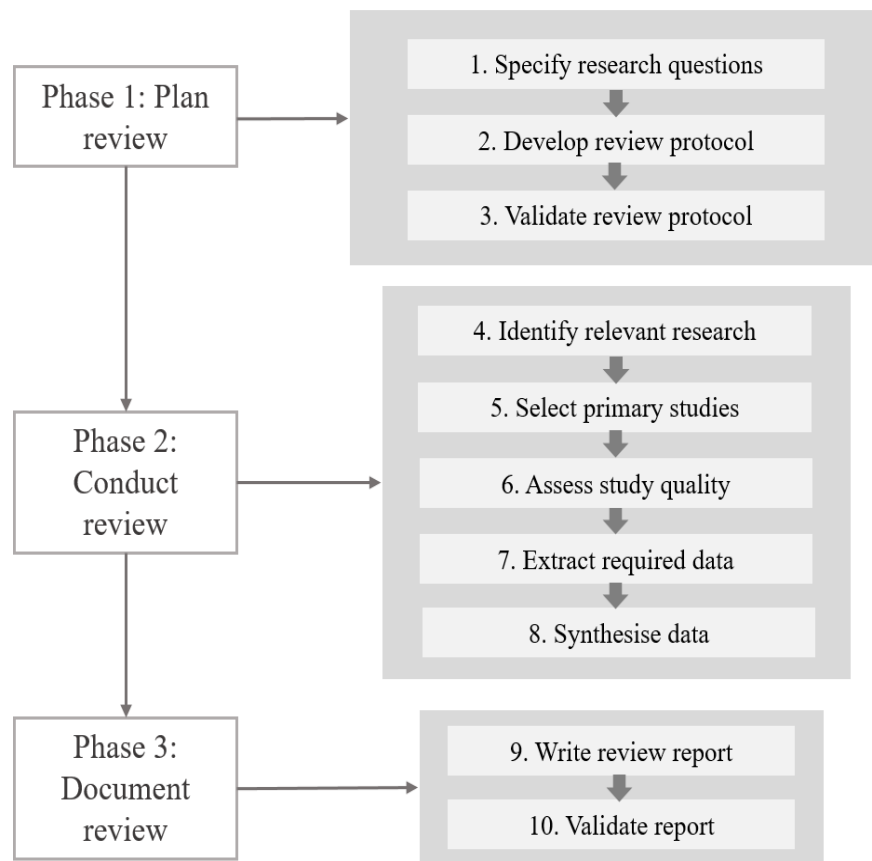 Phase 1: Plan
review
1. Specify research questions
2. Develop review protocol
3. Validate review protocol
Phase 2:
Conduct
review
4. Identify relevant research
5. Select primary studies
6. Assess study quality
7. Extract required data
8. Synthesise data
Phase 3:
Document
review
9. Write review report
10. Validate report